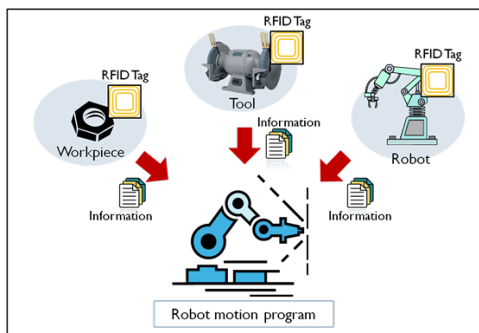 RFID Tag
Tool
RFID Tag
Workpiece
RFID Tag
Robot
Information
Information
Information
Robot motion program